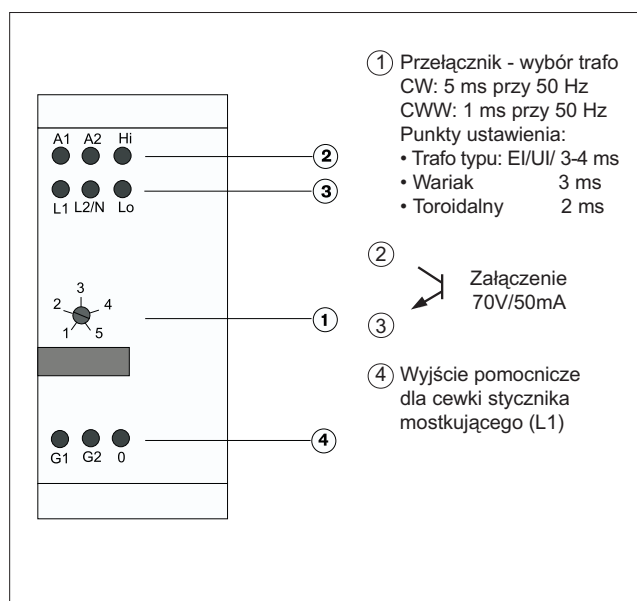 A1 A2 Hi
2
3
L1 L2/N Lo
3
2 4
1 5
1
4
G1 G2 0
1 Przełącznik - wybór trafo
CW: 5 ms przy 50 Hz
CWW: 1 ms przy 50 Hz
Punkty ustawienia:
• Trafo typu: EI/UI/ 3-4 ms
• Wariak 3 ms
• Toroidalny 2 ms
2
Załączenie
70V/50mA
3
4 Wyjście pomocnicze
dla cewki stycznika
mostkującego (L1)